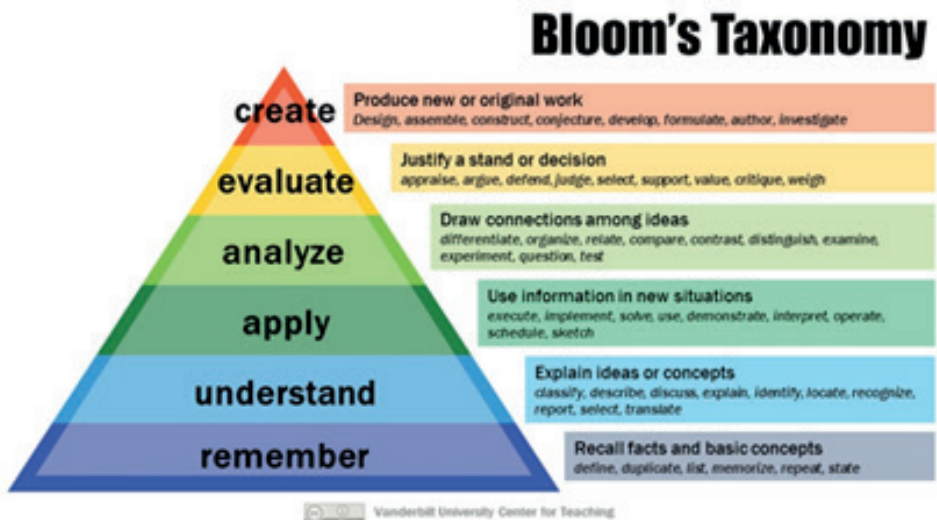 Bloom's Taxonomy
create
Produce new or original work
Design, assemble, construct, conjecture, develop, formulate, author, investigate
evaluate
Justify a stand or decision
appraise, argue, defend, judge, select, support, value, critique, weigh
analyze
Draw connections among ideas
differentiate, organize, relate, compare, contrast, distinguish, examine,
experiment, question, test
apply
Use information in new situations
execute, implement, solve, use, demonstrate, interpret, operate,
schedule, sketch
understand
Explain ideas or concepts
classify, describe, discuss, explain, identify, locate, recognize,
report, select, translate
remember
Recall facts and basic concepts
define, duplicate, list, memorize, repeat, state
Vanderbilt University Center for Teaching